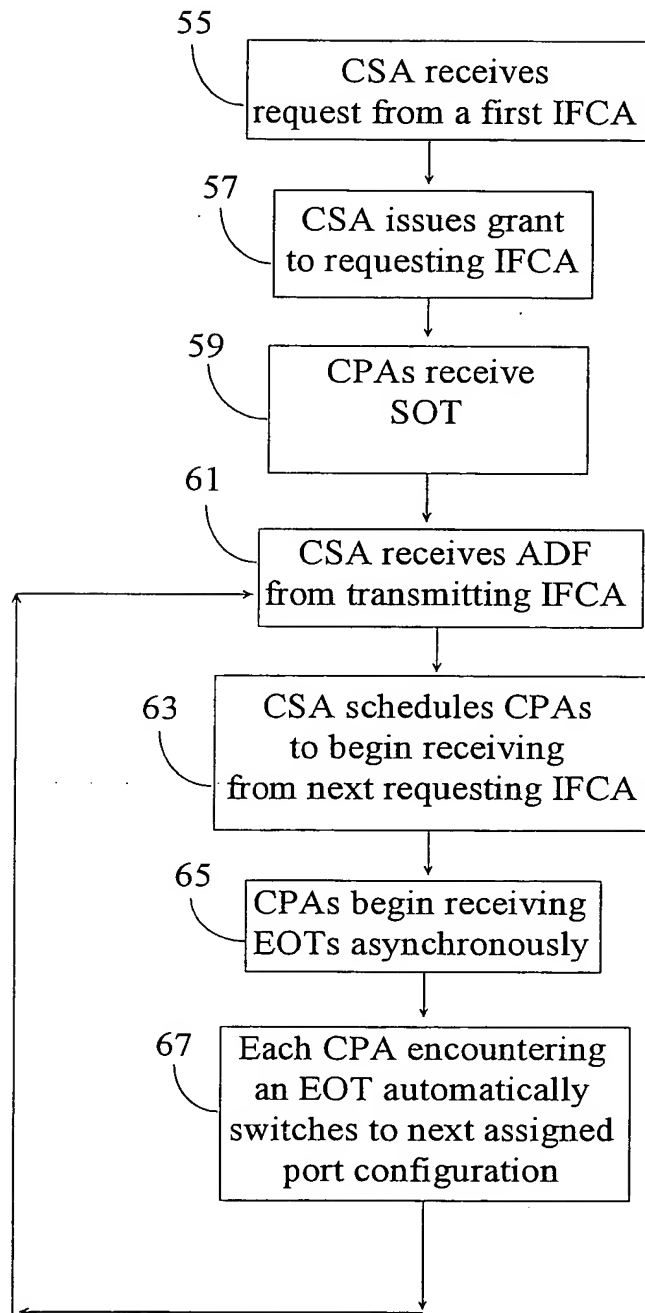 55
CSA receives
request from a first IFCA
57
CSA issues grant
to requesting IFCA
59
CPAs receive
SOT
61
CSA receives ADF
from transmitting IFCA
63
CSA schedules CPAs
to begin receiving
from next requesting IFCA
65
CPAs begin receiving
EOTs asynchronously
67
Each CPA encountering
an EOT automatically
switches to next assigned
port configuration